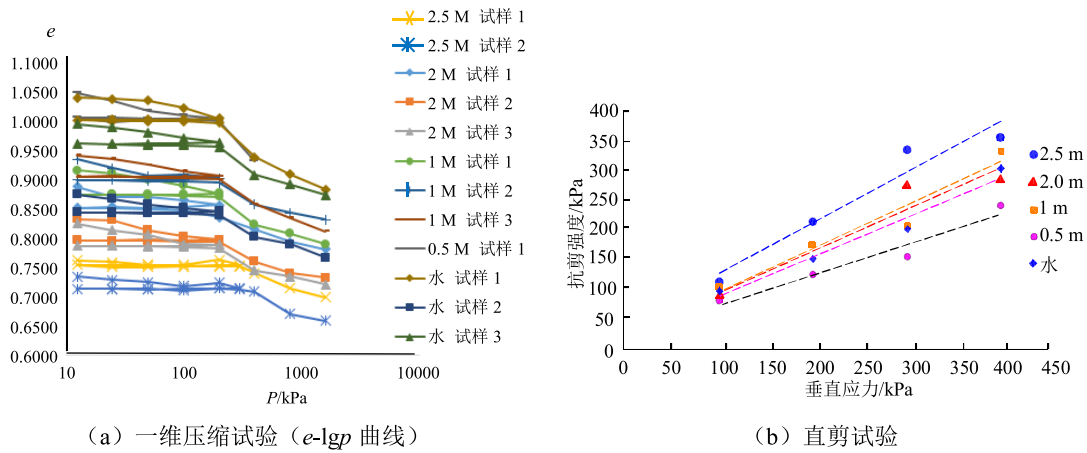 e
1.1000
1.0500
1.0000
0.9500
0.9000
0.8500
0.8000
0.7500
0.7000
0.6500
0.6000
10
100
1000
10000
P/kPa
2.5 M 试样 1
2.5 M 试样 2
2 M 试样 1
2 M 试样 2
2 M 试样 3
1 M 试样 1
1 M 试样 2
1 M 试样 3
0.5 M 试样 1
水 试样 1
水 试样 2
水 试样 3
(a)一维压缩试验(e-lgp 曲线)
抗剪强度/kPa
400
350
300
250
200
150
100
50
0
0
50
100
150
200
250
300
350
400
450
垂直应力/kPa
2.5 m
2.0 m
1 m
0.5 m
水
(b)直剪试验